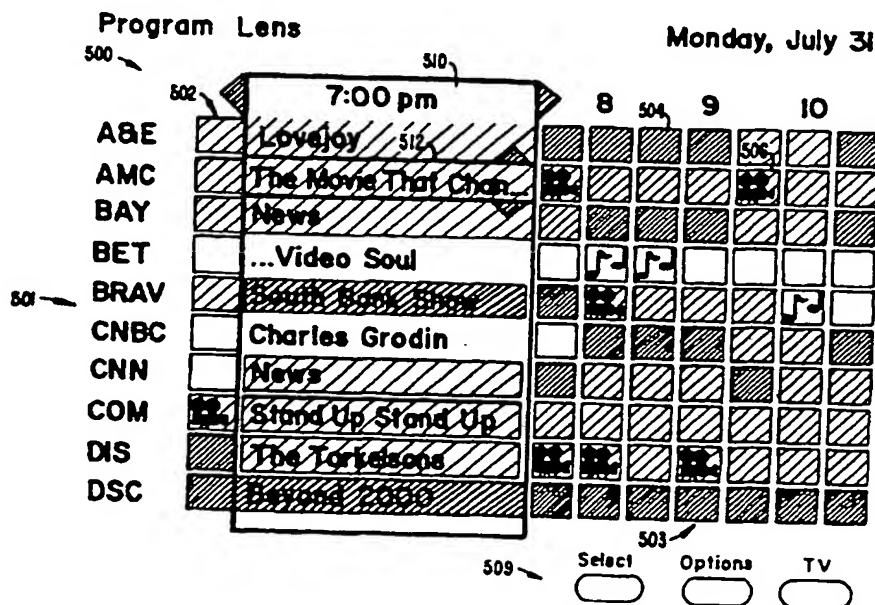 Program Lens
Monday, July 31
500
510
502
7:00 pm
8
9
10
504
A&E
Lovejoy
512
506
AMC
The Movie That Chan...
BAY
News
BET
...Video Soul
501
BRAV
South Bank Show
CNBC
Charles Grodin
CNN
News
COM
Stand Up Stand Up
DIS
The Torkelsons
DSC
Beyond 2000
503
509
Select
Options
TV